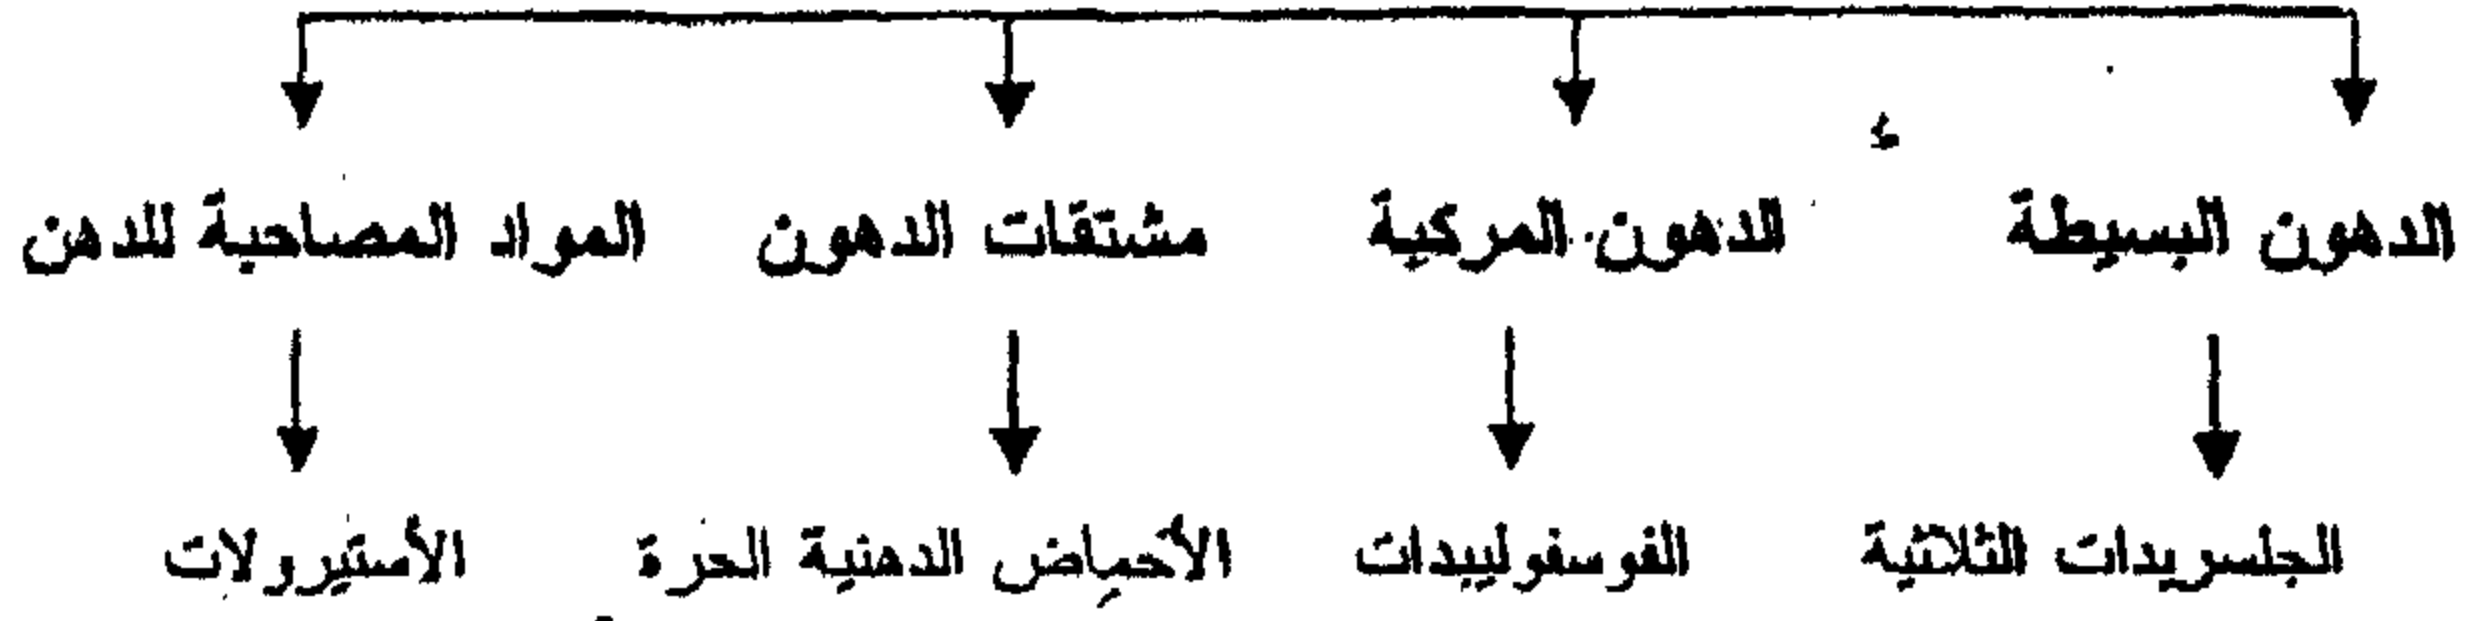 الدهون البسيطة الدهون المركبة مشتقات الدهون المواد المصاحبة للدهن
الجلسريدات الثلاثية الفوسفوليبيدات الأحماض الدهنية الحرة الأستيرولات